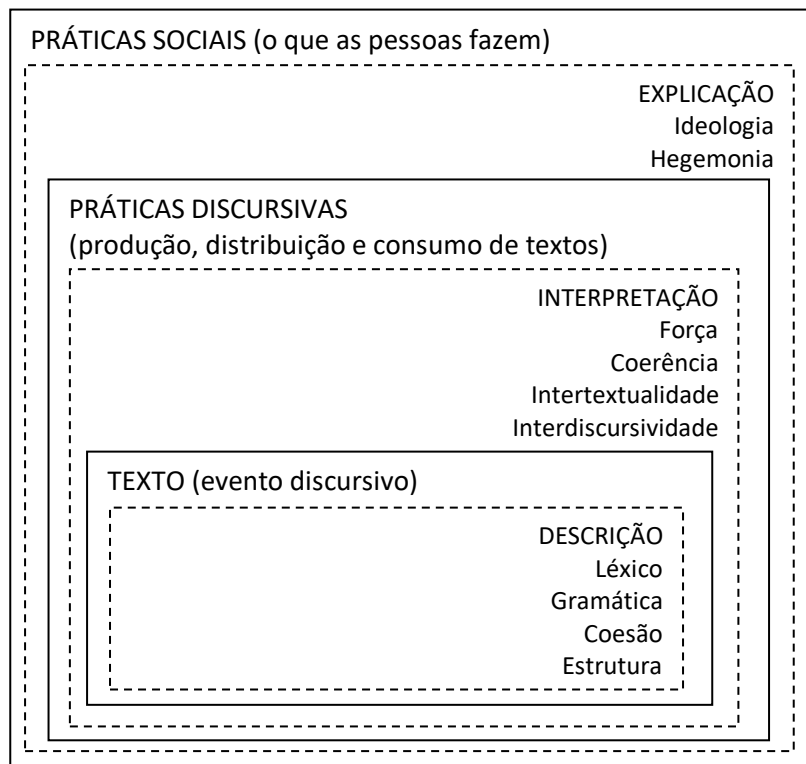 PRÁTICAS SOCIAIS (o que as pessoas fazem)
EXPLICAÇÃO
Ideologia
Hegemonia
PRÁTICAS DISCURSIVAS
(produção, distribuição e consumo de textos)
INTERPRETAÇÃO
Força
Coerência
Intertextualidade
Interdiscursividade
TEXTO (evento discursivo)
DESCRIÇÃO
Léxico
Gramática
Coesão
Estrutura